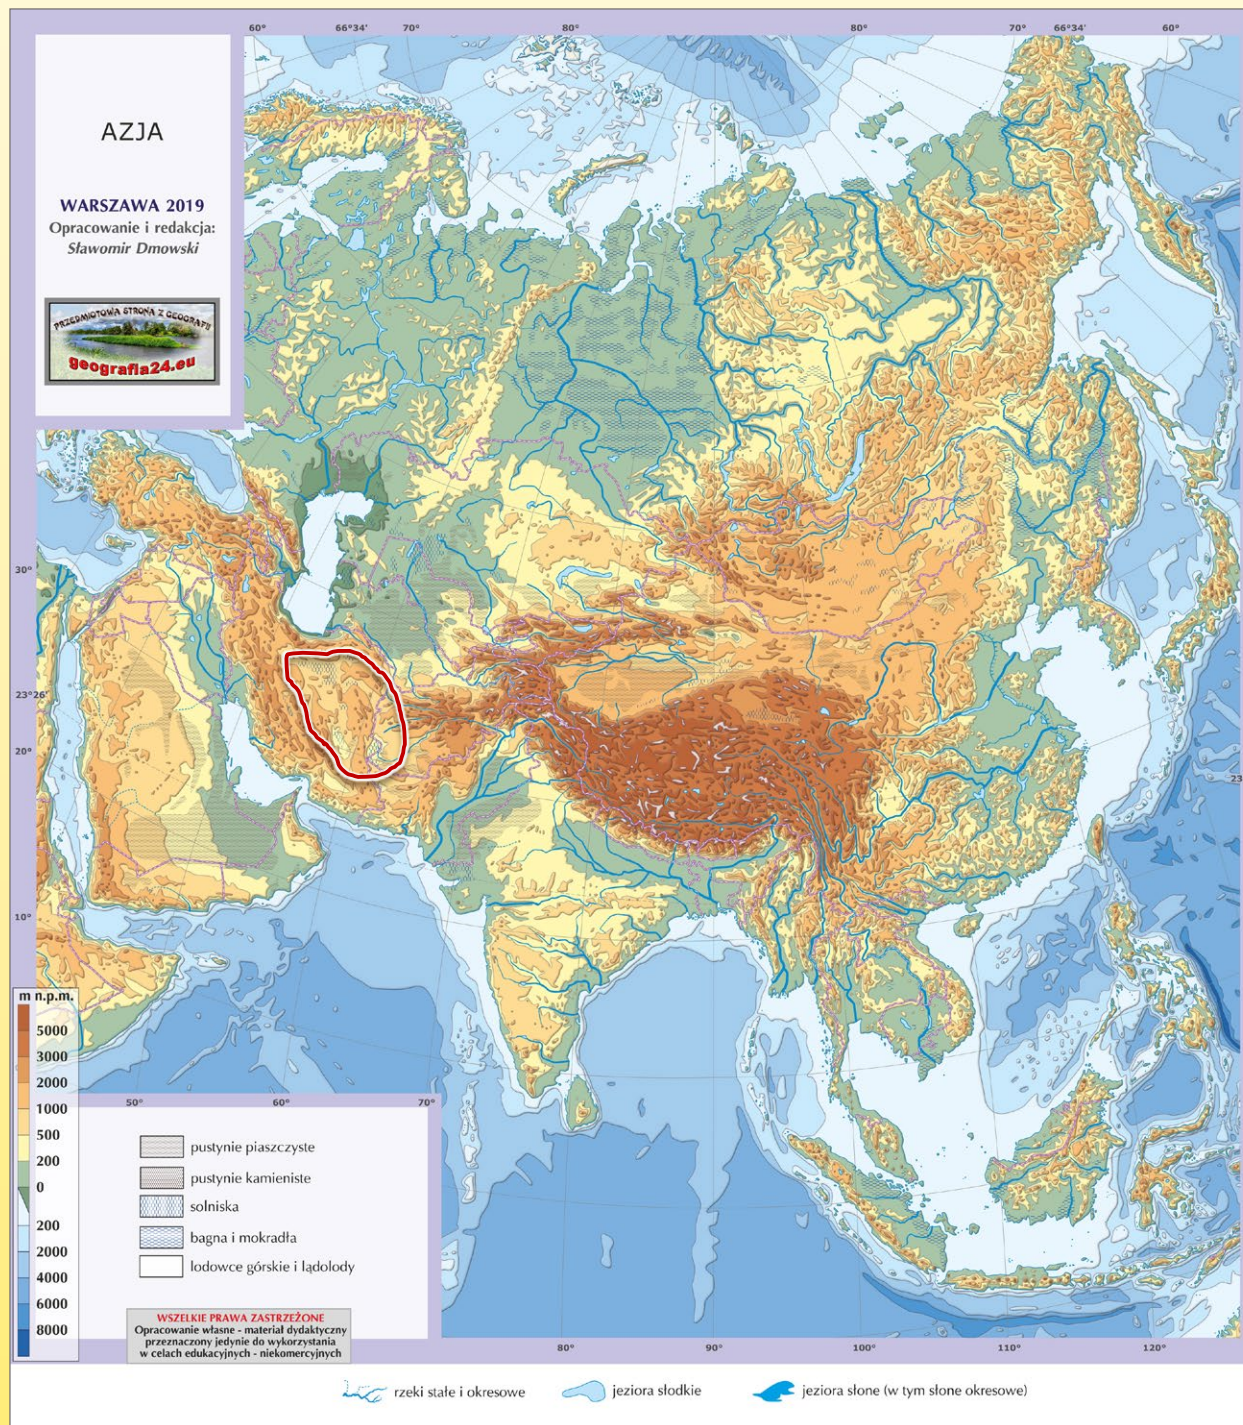 60° 66°34' 70° 80° 80° 70° 66°34' 60°
AZJA
WARSZAWA 2019
Opracowanie i redakcja:
Sławomir Dmowski
PRZEDMIOTOWA STRONA Z GEOGRAFII
geografia24.eu
30°
23°26'
20°
23
10°
m n.p.m.
5000
3000
2000
1000
500
200
0
200
2000
4000
6000
8000
50° 60° 70°
pustynie piaszczyste
pustynie kamieniste
solniska
bagna i mokradła
lodowce górskie i lądolody
WSZELKIE PRAWA ZASTRZEŻONE
Opracowanie własne - materiał dydaktyczny
przeznaczony jedynie do wykorzystania
w celach edukacyjnych - niekomercyjnych
80° 90° 100° 110° 120°
rzeki stałe i okresowe jeziora słodkie jeziora słone (w tym słone okresowe)